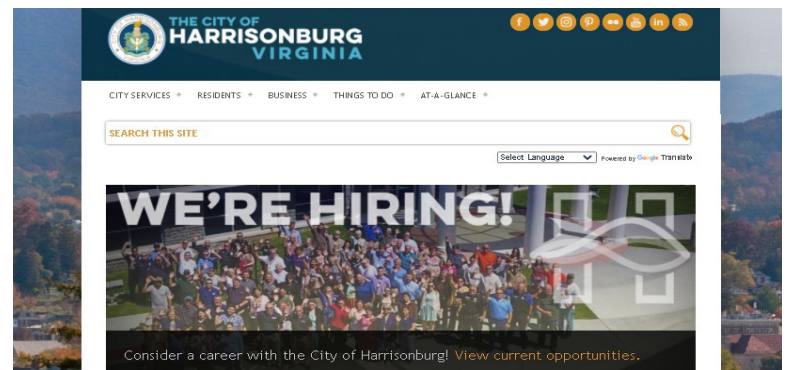 THE CITY OF
HARRISONBURG
VIRGINIA
CITY SERVICES + RESIDENTS + BUSINESS + THINGS TO DO + AT-A-GLANCE +
SEARCH THIS SITE
Select Language Powered by Google Translate
WE'RE HIRING!
Consider a career with the City of Harrisonburg! View current opportunities.